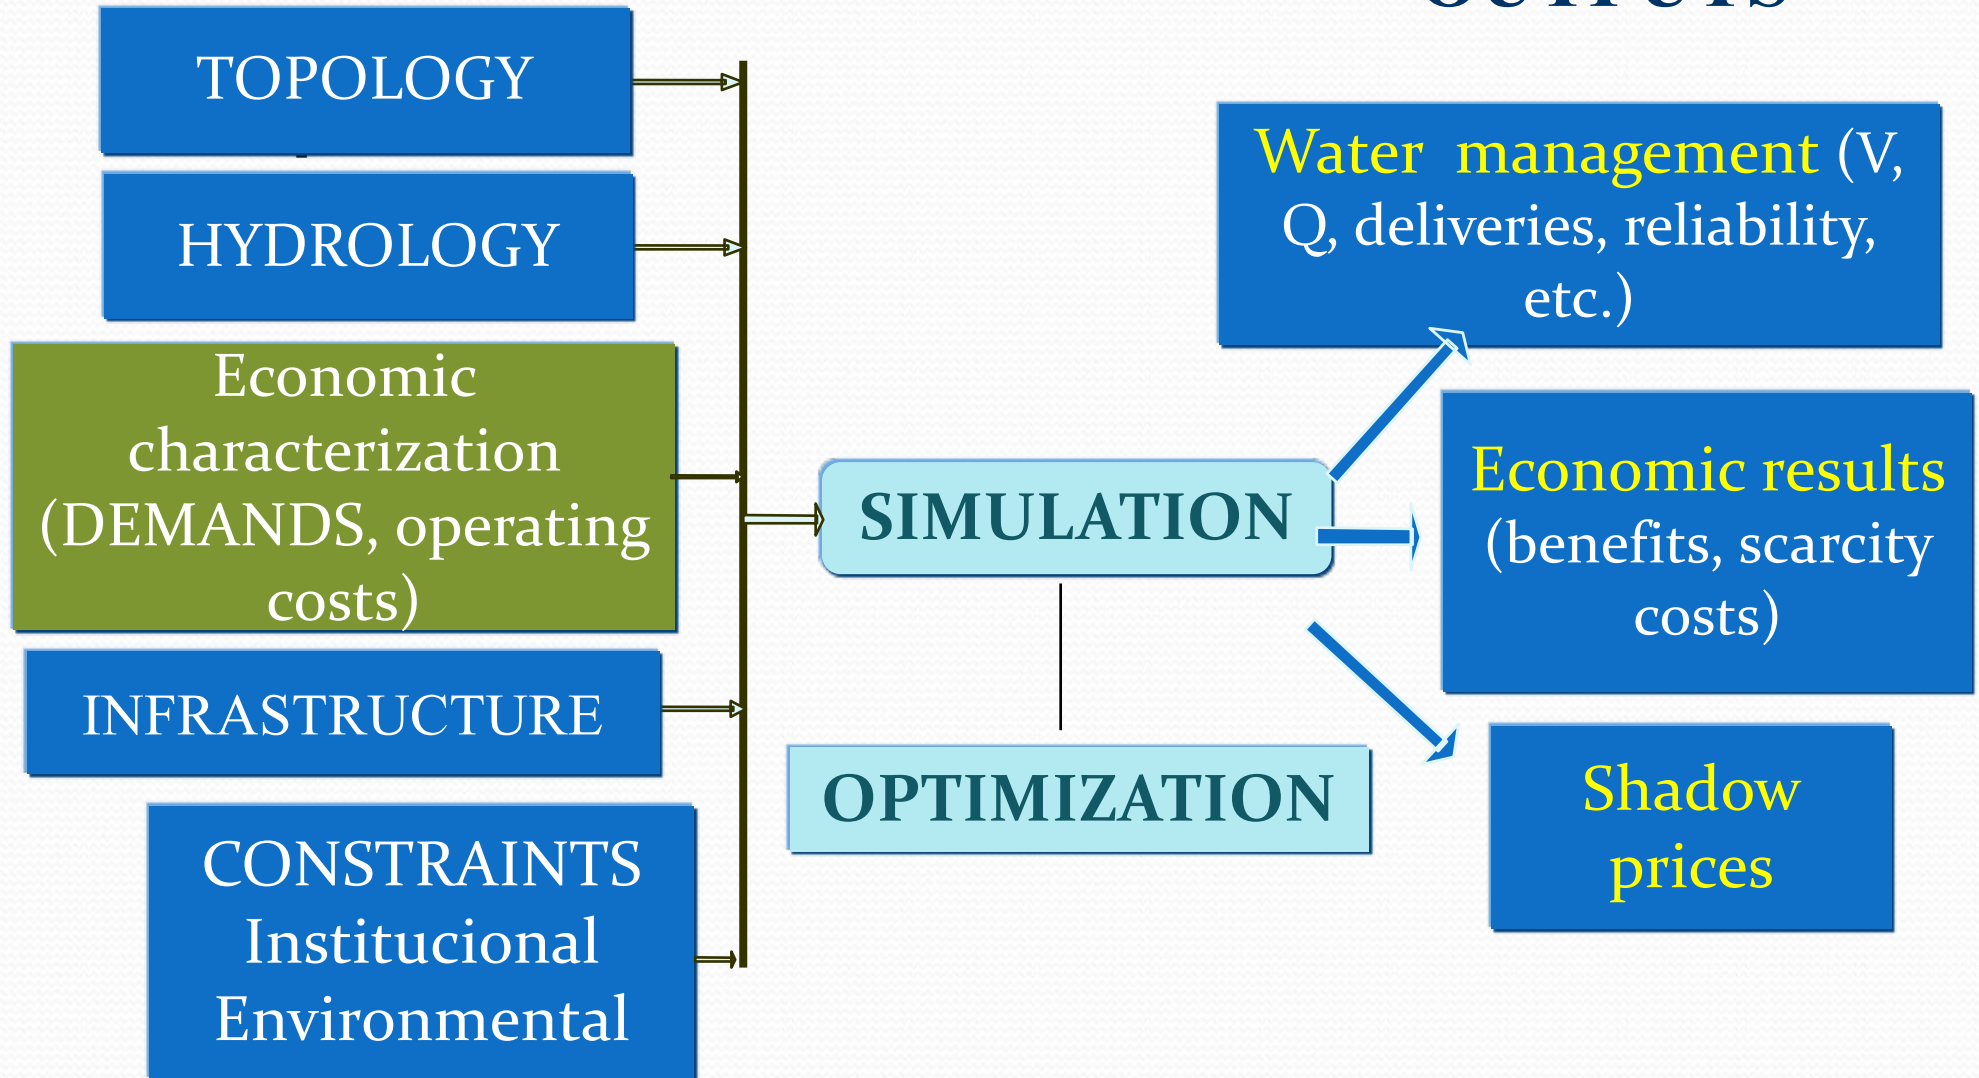 OUTPUTS
TOPOLOGY
HYDROLOGY
Economic
characterization
(DEMANDS, operating
costs)
INFRASTRUCTURE
CONSTRAINTS
Institucional
Environmental
SIMULATION
OPTIMIZATION
Water management (V,
Q, deliveries, reliability,
etc.)
Economic results
(benefits, scarcity
costs)
Shadow
prices